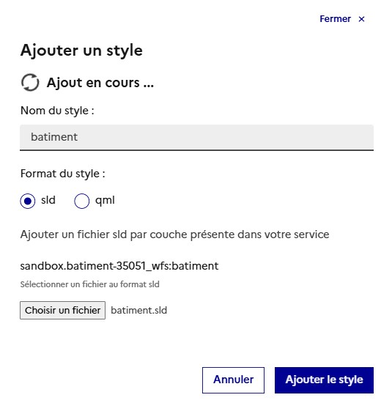 Fermer ×
Ajouter un style
Ajout en cours ...
Nom du style :
batiment
Format du style :
sld qml
Ajouter un fichier sld par couche présente dans votre service
sandbox.batiment-35051_wfs:batiment
Sélectionner un fichier au format sld
Choisir un fichier batiment.sld
Annuler Ajouter le style